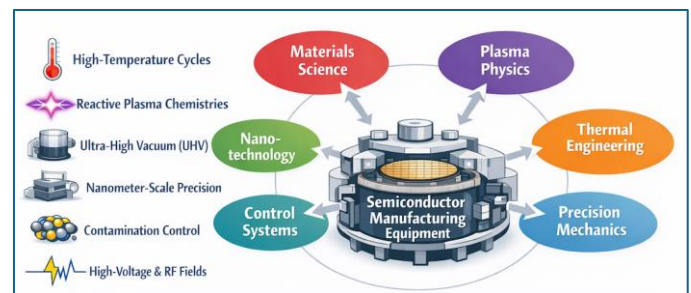 High-Temperature Cycles
Reactive Plasma Chemistries
Ultra-High Vacuum (UHV)
Nanometer-Scale Precision
Contamination Control
High-Voltage & RF Fields
Materials
Science
Plasma
Physics
Nano-
technology
Thermal
Engineering
Control
Systems
Precision
Mechanics
Semiconductor
Manufacturing
Equipment